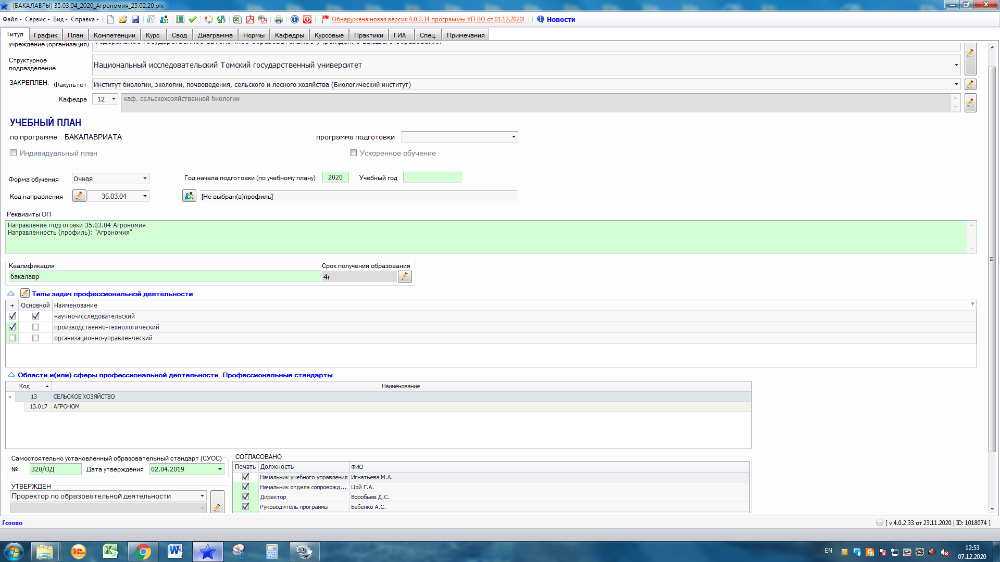 (БАКАЛАВРЫ) 35.03.04_2020_Агрономия_25.02.20.plx
Файл Сервис Вид Справка Обнаружена новая версия 4.0.2.34 программы УП ВО от 01.12.2020! Новости
Титул График План Компетенции Курс Свод Диаграмма Нормы Кафедры Курсовые Практики ГИА Спец. Примечания
учреждение (организация) Федеральное государственное автономное образовательное учреждение высшего образования
Структурное
подразделение
Национальный исследовательский Томский государственный университет
ЗАКРЕПЛЕН: Факультет Институт биологии, экологии, почвоведения, сельского и лесного хозяйства (Биологический институт)
Кафедра 12 каф. сельскохозяйственной биологии
УЧЕБНЫЙ ПЛАН
по программе БАКАЛАВРИАТА программа подготовки
Индивидуальный план Ускоренное обучение
Форма обучения Очная Год начала подготовки (по учебному плану) 2020 Учебный год
Код направления 35.03.04 [Не выбран(а)профиль]
Реквизиты ОП
Направление подготовки 35.03.04 Агрономия
Направленность (профиль): "Агрономия"
Квалификация Срок получения образования
бакалавр 4г
Типы задач профессиональной деятельности
+ Основной Наименование
научно-исследовательский
производственно-технологический
организационно-управленческий
Области и(или) сферы профессиональной деятельности. Профессиональные стандарты
Код Наименование
13 СЕЛЬСКОЕ ХОЗЯЙСТВО
13.017 АГРОНОМ
Самостоятельно установленный образовательный стандарт (СУОС)
№ 320/ОД Дата утверждения 02.04.2019
УТВЕРЖДЕН
Проректор по образовательной деятельности
СОГЛАСОВАНО
Печать Должность ФИО
Начальник учебного управления Игнатьева М.А.
Начальник отдела сопровожд... Цой Г.А.
Директор Воробьев Д.С.
Руководитель программы Бабенко А.С.
Готово [ v 4.0.2.33 от 23.11.2020 | ID: 1018074 ]
EN 12:53
07.12.2020